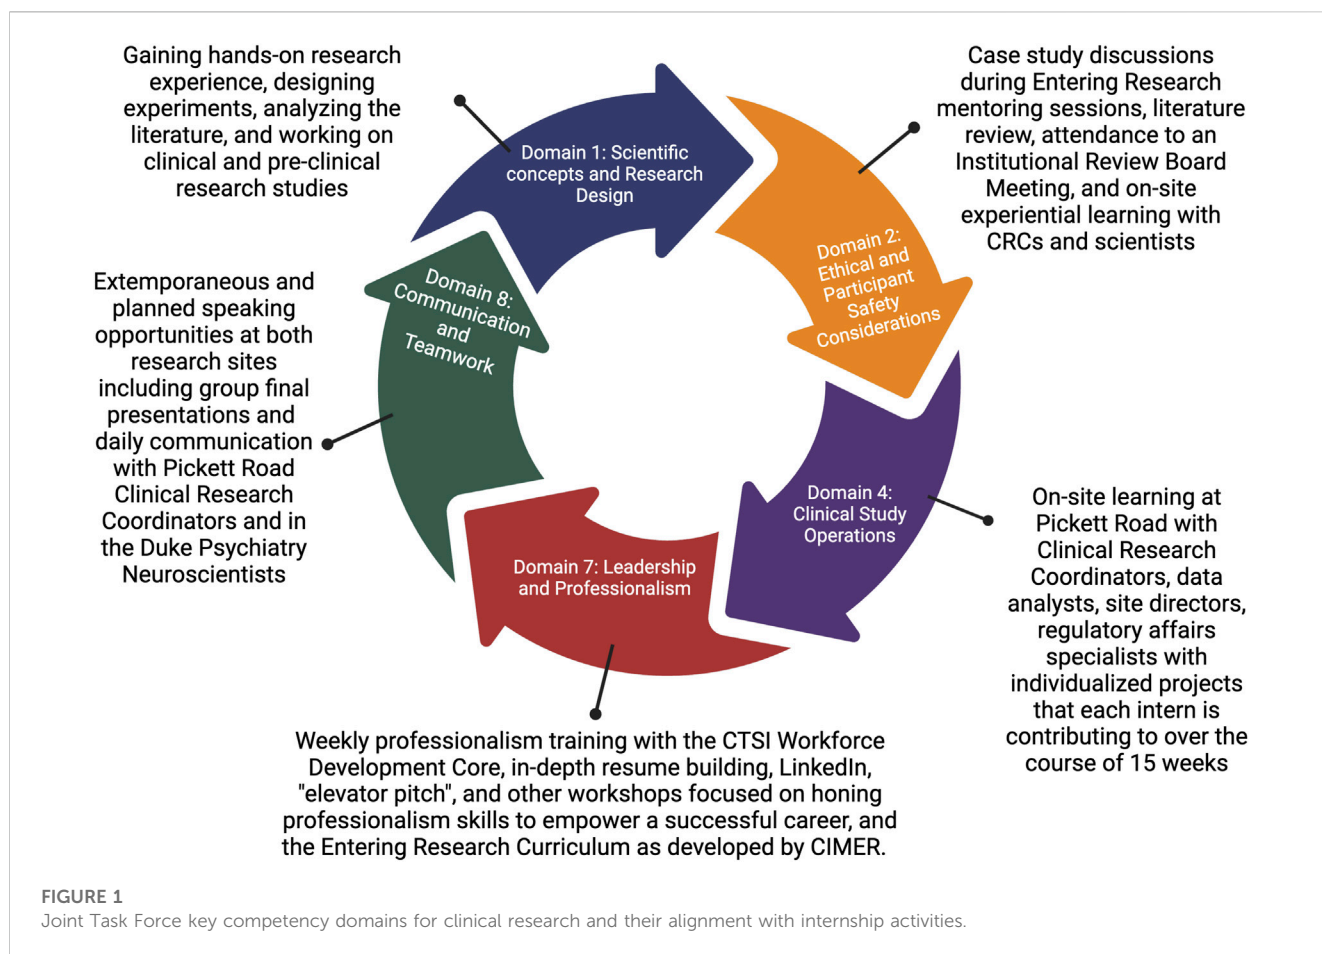 Gaining hands-on research
experience, designing
experiments, analyzing the
literature, and working on
clinical and pre-clinical
research studies
Domain 1: Scientific
concepts and Research
Design
Case study discussions
during Entering Research
mentoring sessions, literature
review, attendance to an
Institutional Review Board
Meeting, and on-site
experiential learning with
CRCs and scientists
Domain 2:
Ethical and
Participant
Safety
Considerations
Domain 4:
Clinical Study
Operations
On-site learning at
Pickett Road with
Clinical Research
Coordinators, data
analysts, site directors,
regulatory affairs
specialists with
individualized projects
that each intern is
contributing to over the
course of 15 weeks
Domain 7: Leadership
and Professionalism
Weekly professionalism training with the CTSI Workforce
Development Core, in-depth resume building, LinkedIn,
"elevator pitch", and other workshops focused on honing
professionalism skills to empower a successful career, and
the Entering Research Curriculum as developed by CIMER.
Domain 8:
Communication
and
Teamwork
Extemporaneous and
planned speaking
opportunities at both
research sites
including group final
presentations and
daily communication
with Pickett Road
Clinical Research
Coordinators and in
the Duke Psychiatry
Neuroscientists
FIGURE 1
Joint Task Force key competency domains for clinical research and their alignment with internship activities.